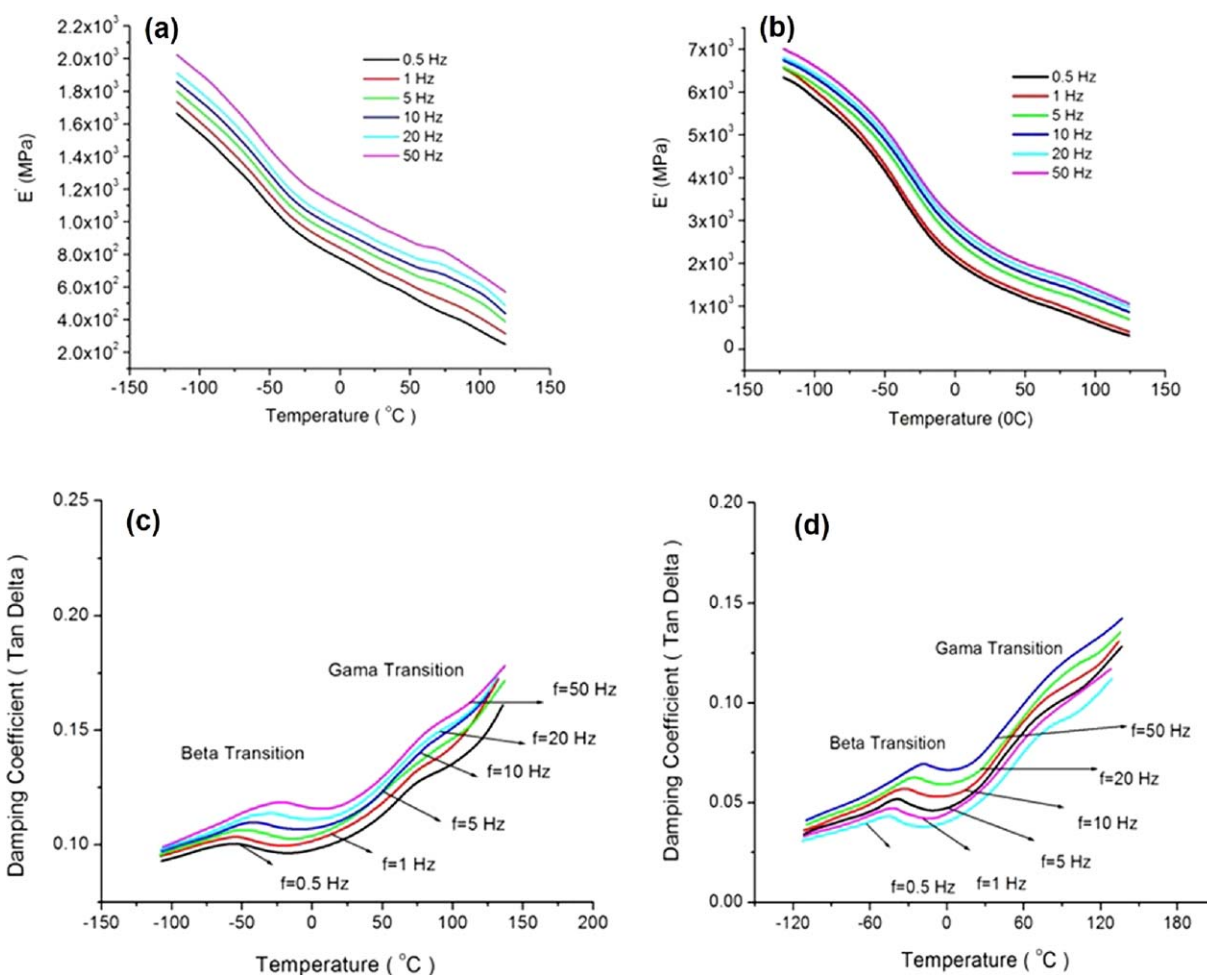 (a)
0.5 Hz
1 Hz
5 Hz
10 Hz
20 Hz
50 Hz
2.2x10³
2.0x10³
1.8x10³
1.6x10³
1.4x10³
1.2x10³
1.0x10³
8.0x10²
6.0x10²
4.0x10²
2.0x10²
E' (MPa)
-150 -100 -50 0 50 100 150
Temperature ( °C )
(b)
0.5 Hz
1 Hz
5 Hz
10 Hz
20 Hz
50 Hz
7x10³
6x10³
5x10³
4x10³
3x10³
2x10³
1x10³
0
E' (MPa)
-150 -100 -50 0 50 100 150
Temperature (0C)
(c)
0.25
0.20
0.15
0.10
Damping Coefficient ( Tan Delta )
Gama Transition
Beta Transition
f=50 Hz
f=20 Hz
f=10 Hz
f=5 Hz
f=1 Hz
f=0.5 Hz
-150 -100 -50 0 50 100 150 200
Temperature ( °C )
(d)
0.20
0.15
0.10
0.05
0.00
Damping Coefficient ( Tan Delta )
Gama Transition
Beta Transition
f=50 Hz
f=20 Hz
f=10 Hz
f=5 Hz
f=1 Hz
f=0.5 Hz
-120 -60 0 60 120 180
Temperature ( °C )